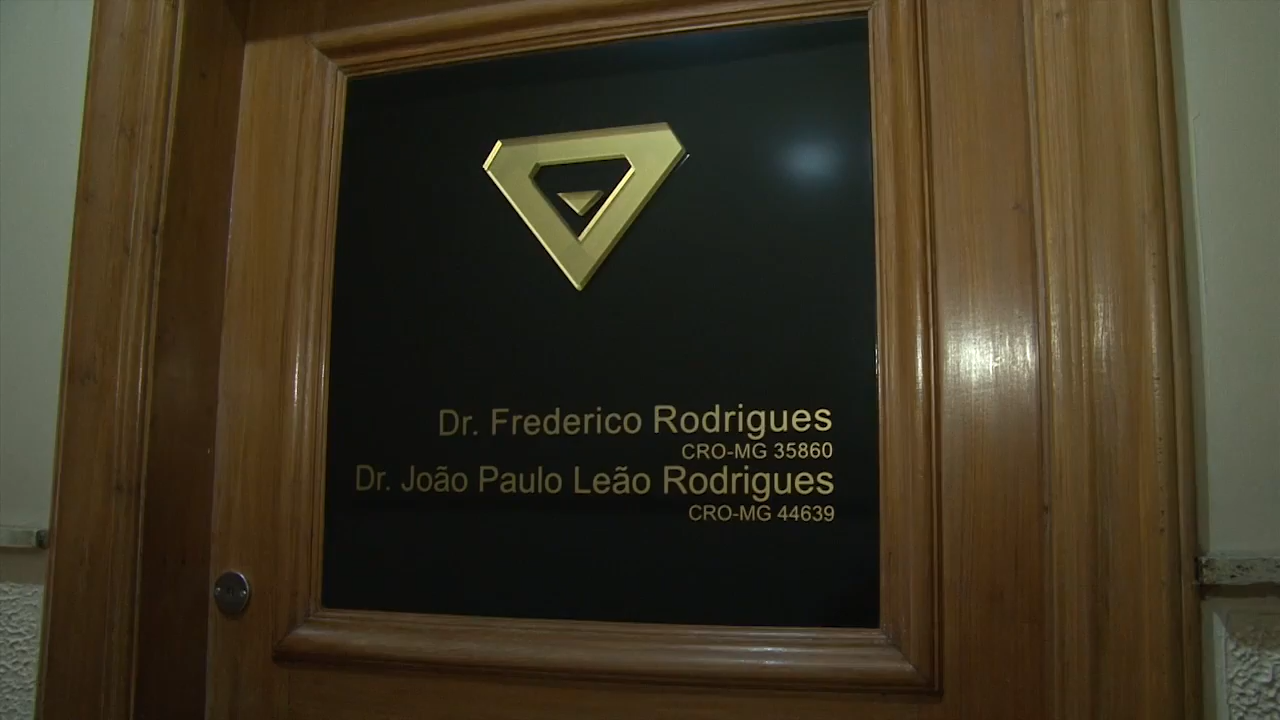 Dr. Frederico Rodrigues
CRO-MG 35860
Dr. João Paulo Leão Rodrigues
CRO-MG 44639